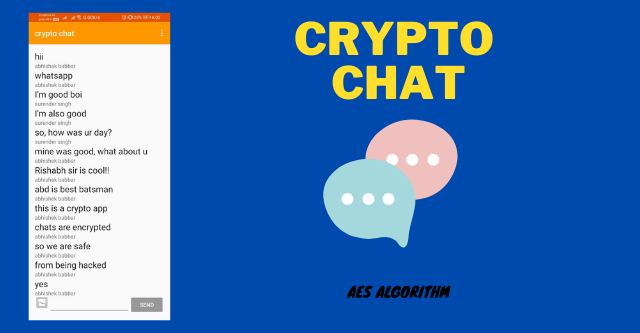 crypto chat
hii
abhishek babbar
whatsapp
abhishek babbar
I'm good boi
surender singh
I'm also good
surender singh
so, how was ur day?
surender singh
mine was good, what about u
abhishek babbar
Rishabh sir is cool!!
abhishek babbar
abd is best batsman
abhishek babbar
this is a crypto app
abhishek babbar
chats are encrypted
abhishek babbar
so we are safe
abhishek babbar
from being hacked
abhishek babbar
yes
abhishek babbar
SEND
CRYPTO
CHAT
AES ALGORITHM